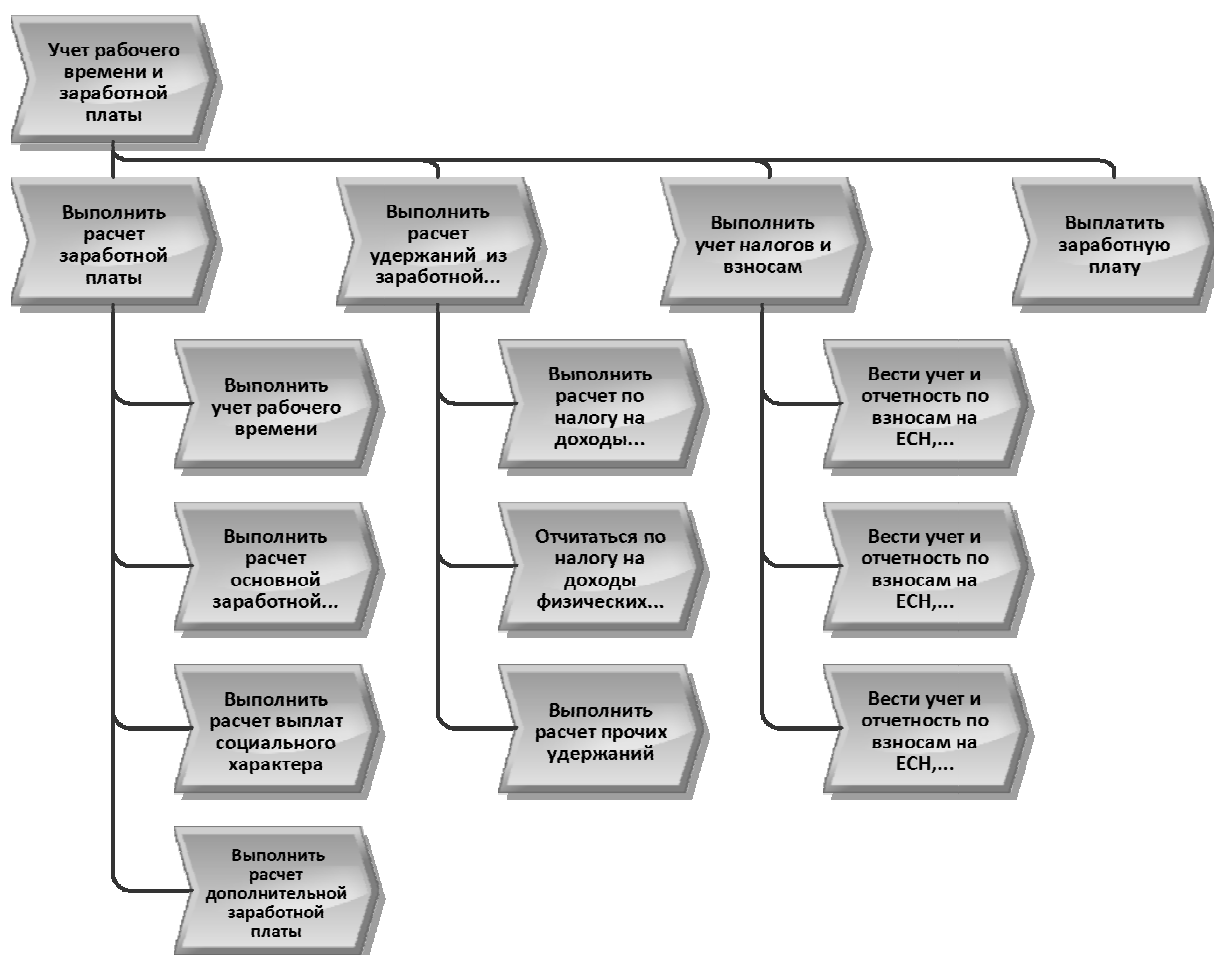 Учет рабочего
времени и
заработной
платы
Выполнить
расчет
заработной
платы
Выполнить
расчет
удержаний из
заработной...
Выполнить
учет налогов и
взносам
Выплатить
заработную
плату
Выполнить
учет рабочего
времени
Выполнить
расчет по
налогу на
доходы...
Вести учет и
отчетность по
взносам на
ЕСН,...
Выполнить
расчет
основной
заработной...
Отчитаться по
налогу на
доходы
физических...
Вести учет и
отчетность по
взносам на
ЕСН,...
Выполнить
расчет выплат
социального
характера
Выполнить
расчет прочих
удержаний
Вести учет и
отчетность по
взносам на
ЕСН,...
Выполнить
расчет
дополнительной
заработной
платы